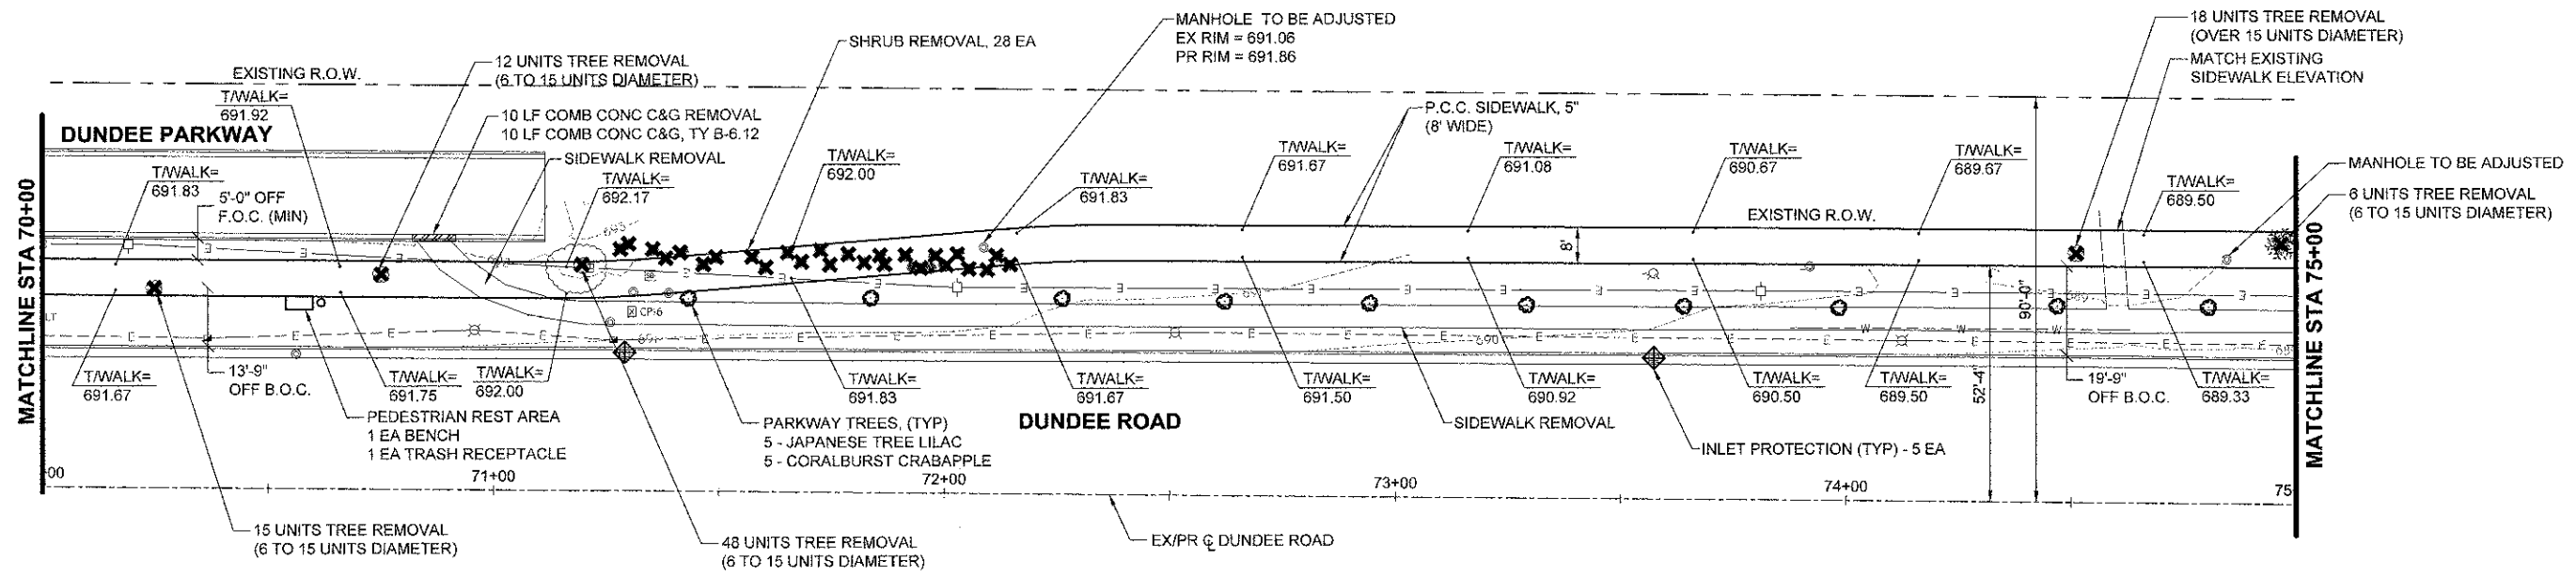 MANHOLE TO BE ADJUSTED
EX RIM = 691.06
PR RIM = 691.86
18 UNITS TREE REMOVAL
(OVER 15 UNITS DIAMETER)
SHRUB REMOVAL, 28 EA
12 UNITS TREE REMOVAL
(6 TO 15 UNITS DIAMETER)
MATCH EXISTING
SIDEWALK ELEVATION
EXISTING R.O.W.
T/WALK=
691.92
10 LF COMB CONC C&G REMOVAL
10 LF COMB CONC C&G, TY B-6.12
P.C.C. SIDEWALK, 5"
(8' WIDE)
DUNDEE PARKWAY
SIDEWALK REMOVAL
T/WALK=
692.00
T/WALK=
691.67
T/WALK=
691.08
T/WALK=
690.67
T/WALK=
689.67
MANHOLE TO BE ADJUSTED
T/WALK=
691.83
T/WALK=
692.17
T/WALK=
691.83
T/WALK=
689.50
6 UNITS TREE REMOVAL
(6 TO 15 UNITS DIAMETER)
5'-0" OFF
F.O.C. (MIN)
EXISTING R.O.W.
8'
MATCHLINE STA 70+00
MATCHLINE STA 75+00
90'-0"
52'-4"
CP-6
690
T/WALK=
691.67
13'-9"
OFF B.O.C.
T/WALK=
691.75
T/WALK=
692.00
T/WALK=
691.83
T/WALK=
691.67
T/WALK=
691.50
T/WALK=
690.92
T/WALK=
690.50
T/WALK=
689.50
19'-9"
OFF B.O.C.
T/WALK=
689.33
PEDESTRIAN REST AREA
1 EA BENCH
1 EA TRASH RECEPTACLE
PARKWAY TREES, (TYP)
5 - JAPANESE TREE LILAC
5 - CORALBURST CRABAPPLE
DUNDEE ROAD
SIDEWALK REMOVAL
INLET PROTECTION (TYP) - 5 EA
00
71+00
72+00
73+00
74+00
75
15 UNITS TREE REMOVAL
(6 TO 15 UNITS DIAMETER)
48 UNITS TREE REMOVAL
(6 TO 15 UNITS DIAMETER)
EX/PR ℄ DUNDEE ROAD